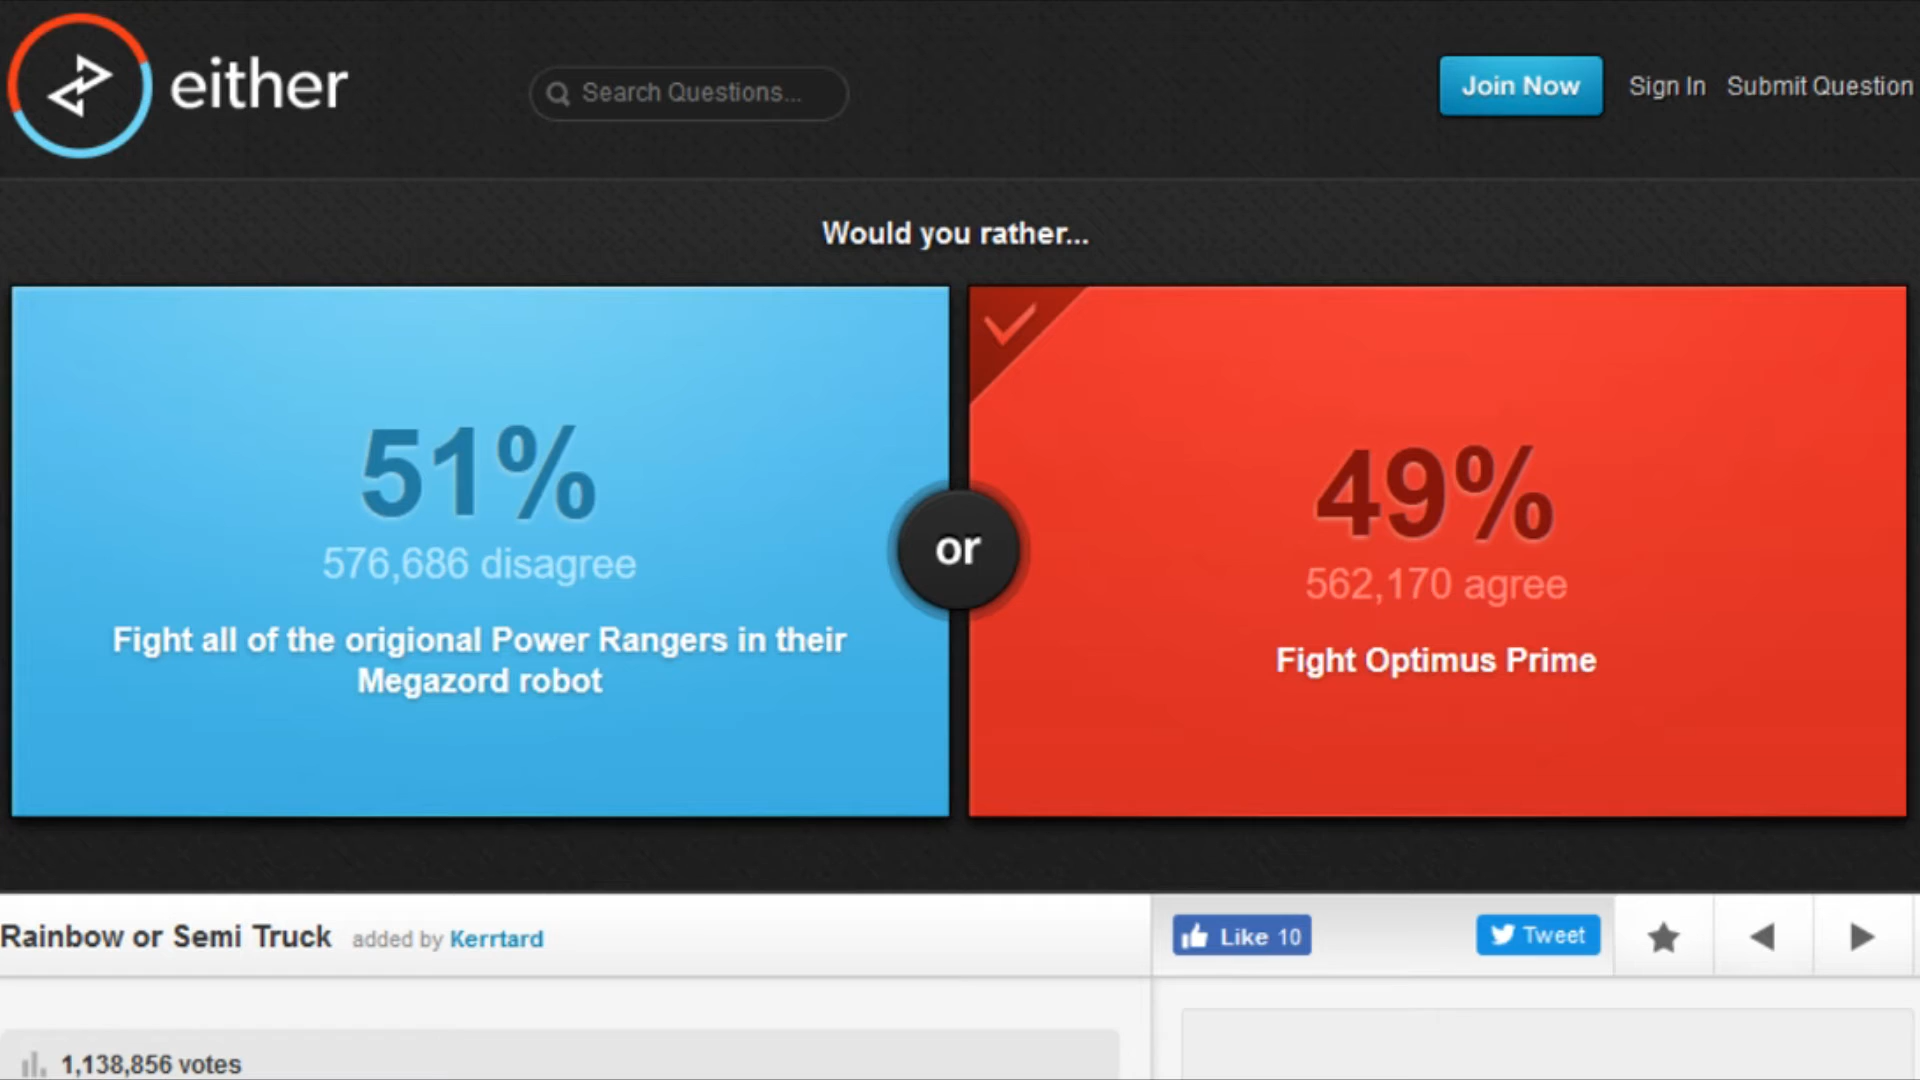 either
Search Questions...
Join Now
Sign In
Submit Question
Would you rather...
51%
576,686 disagree
Fight all of the origional Power Rangers in their
Megazord robot
or
49%
562,170 agree
Fight Optimus Prime
Rainbow or Semi Truck added by Kerrtard
Like 10
Tweet
1,138,856 votes